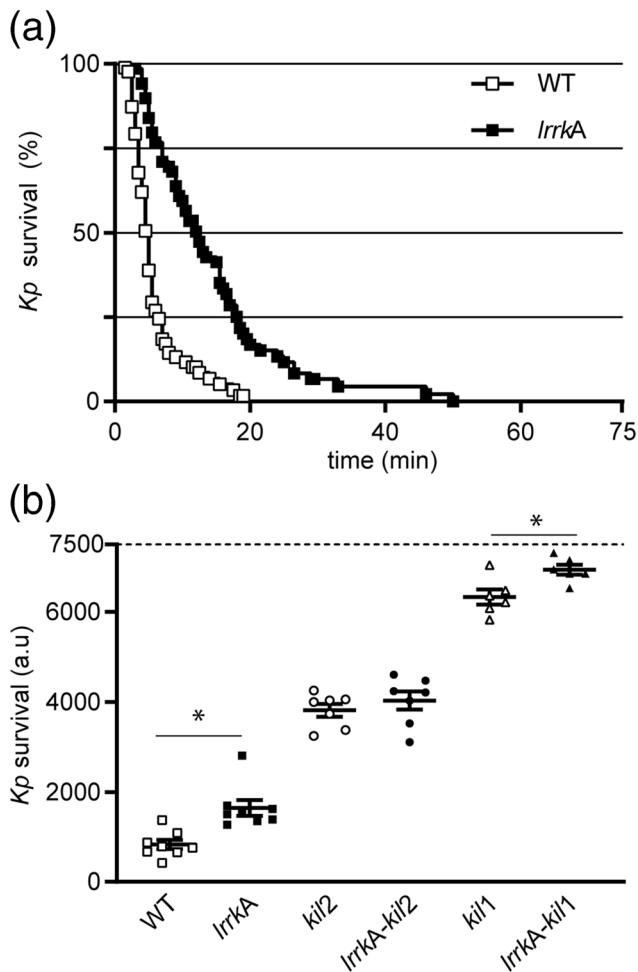 (a)
100
50
0
Kp survival (%)
WT
lrrkA
0 20 40 60 75
time (min)
(b)
7500
6000
4000
2000
0
Kp survival (a.u)
*
*
WT lrrkA kil2 lrrkA-kil2 kil1 lrrkA-kil1